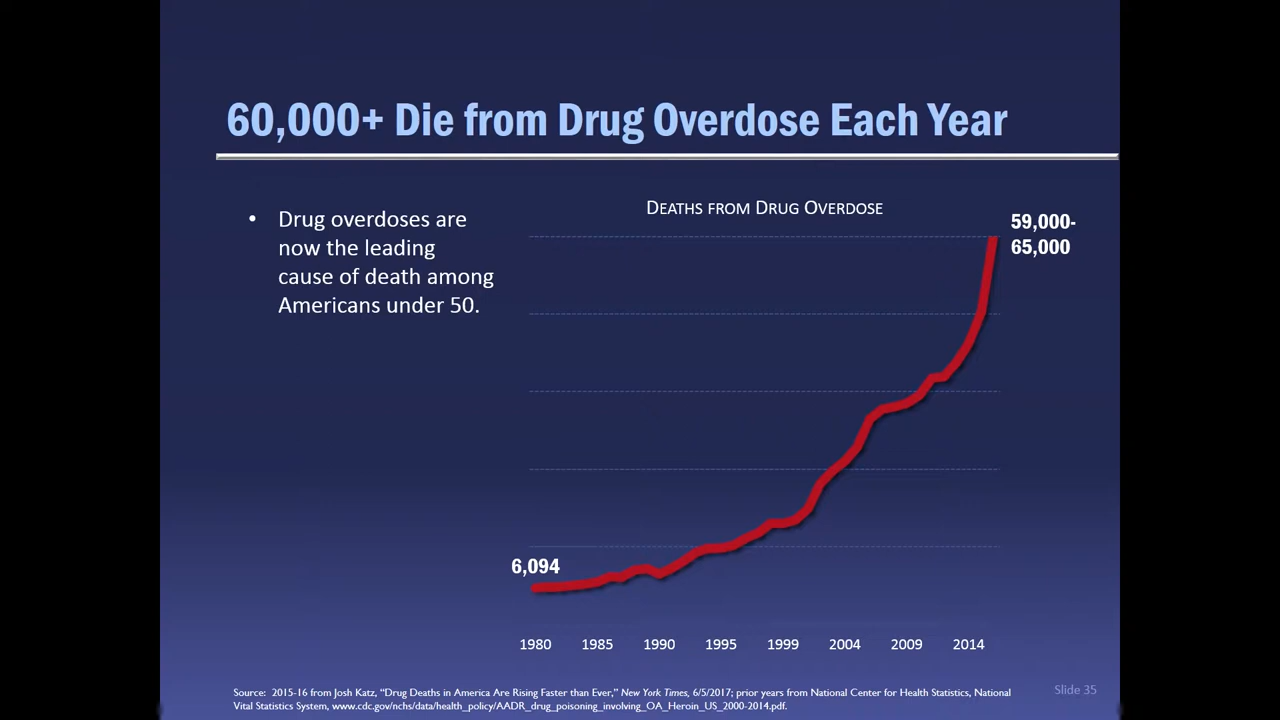 60,000+ Die from Drug Overdose Each Year
• Drug overdoses are
now the leading
cause of death among
Americans under 50.
DEATHS FROM DRUG OVERDOSE
59,000-
65,000
6,094
1980 1985 1990 1995 1999 2004 2009 2014
Source: 2015-16 from Josh Katz, “Drug Deaths in America Are Rising Faster than Ever,” New York Times, 6/5/2017; prior years from National Center for Health Statistics, National
Vital Statistics System, www.cdc.gov/nchs/data/health_policy/AADR_drug_poisoning_involving_OA_Heroin_US_2000-2014.pdf.
Slide 35